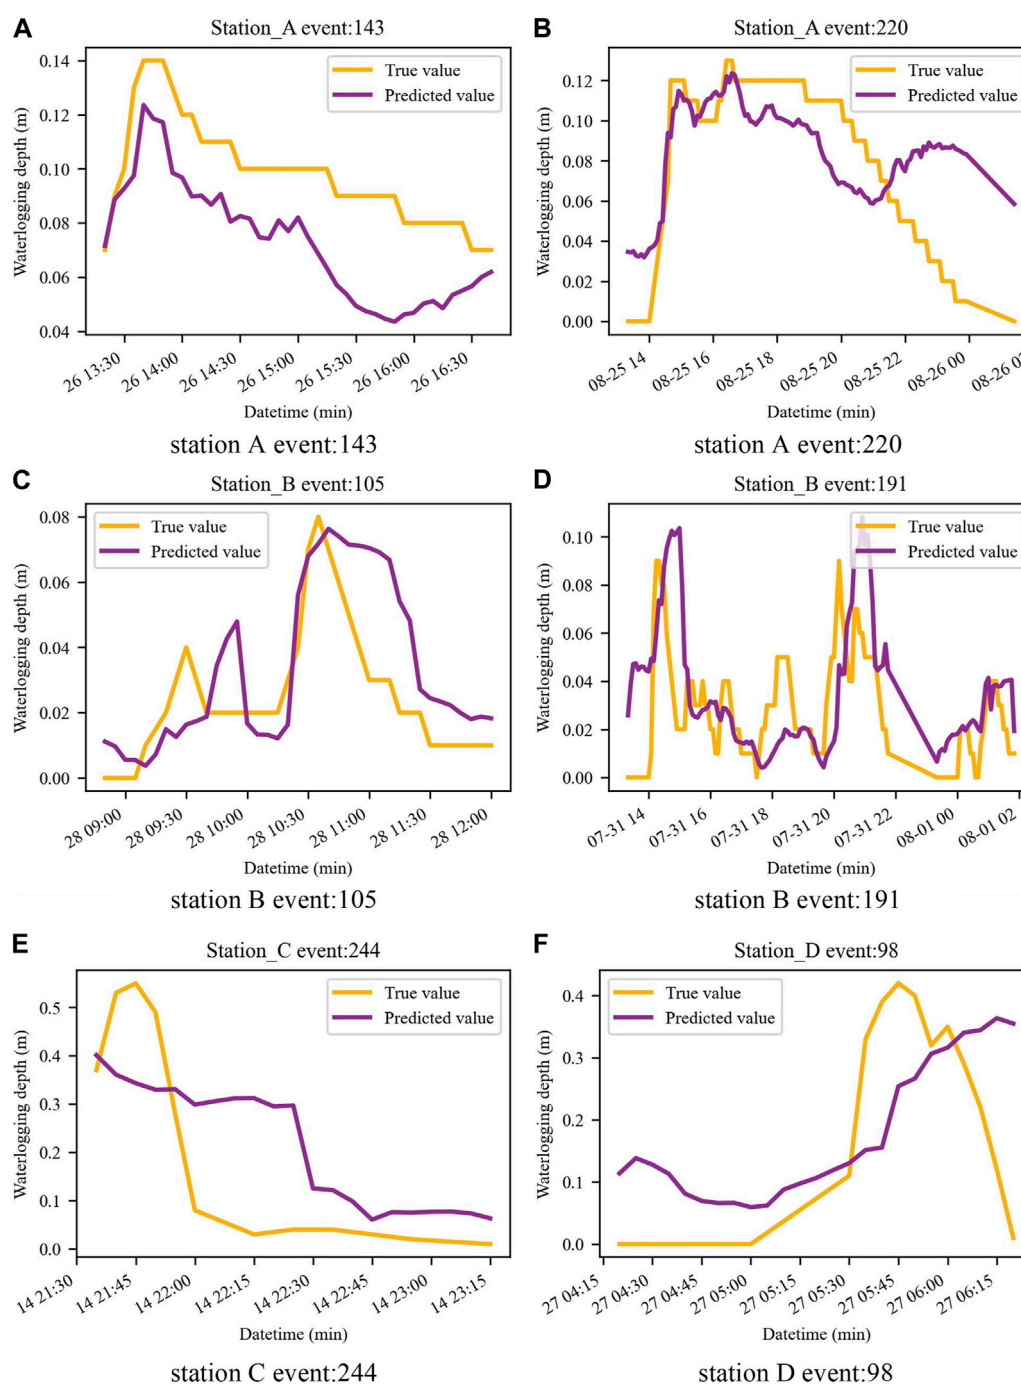 A
Station_A event:143
Waterlogging depth (m)
0.14
0.12
0.10
0.08
0.06
0.04
True value
Predicted value
26 13:30
26 14:00
26 14:30
26 15:00
26 15:30
26 16:00
26 16:30
Datetime (min)
station A event:143
B
Station_A event:220
Waterlogging depth (m)
0.12
0.10
0.08
0.06
0.04
0.02
0.00
True value
Predicted value
08-25 14
08-25 16
08-25 18
08-25 20
08-25 22
08-26 00
08-26 0
Datetime (min)
station A event:220
C
Station_B event:105
Waterlogging depth (m)
0.08
0.06
0.04
0.02
0.00
True value
Predicted value
28 09:00
28 09:30
28 10:00
28 10:30
28 11:00
28 11:30
28 12:00
Datetime (min)
station B event:105
D
Station_B event:191
Waterlogging depth (m)
0.10
0.08
0.06
0.04
0.02
0.00
True value
Predicted value
07-31 14
07-31 16
07-31 18
07-31 20
07-31 22
08-01 00
08-01 02
Datetime (min)
station B event:191
E
Station_C event:244
Waterlogging depth (m)
0.5
0.4
0.3
0.2
0.1
0.0
True value
Predicted value
14 21:30
14 21:45
14 22:00
14 22:15
14 22:30
14 22:45
14 23:00
14 23:15
Datetime (min)
station C event:244
F
Station_D event:98
Waterlogging depth (m)
0.4
0.3
0.2
0.1
0.0
True value
Predicted value
27 04:15
27 04:30
27 04:45
27 05:00
27 05:15
27 05:30
27 05:45
27 06:00
27 06:15
Datetime (min)
station D event:98